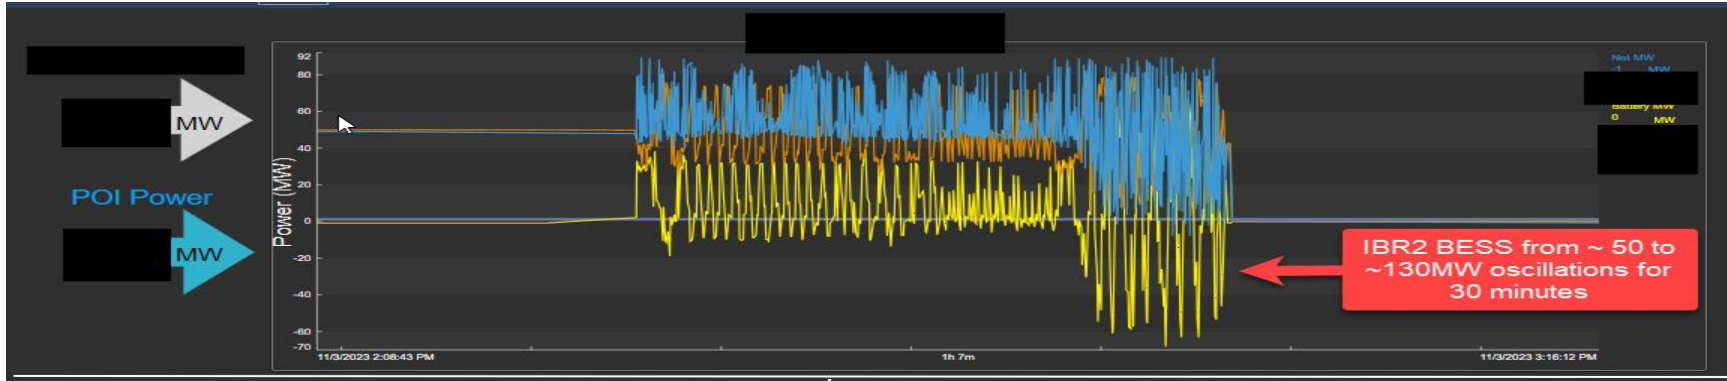 MW
POI Power
MW
Power (MW)
92
80
60
40
20
0
-20
-40
-60
-70
11/3/2023 2:08:43 PM
1h 7m
11/3/2023 3:16:12 PM
Net MW
-1 MW
Battery MW
0 MW
IBR2 BESS from ~ 50 to
~130MW oscillations for
30 minutes